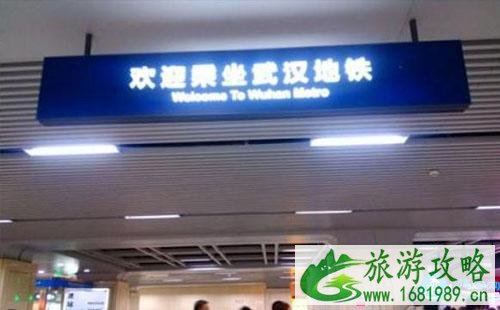 欢迎乘坐武汉地铁
Welcome To Wuhan Metro
旅游攻略
www.1681989.cn